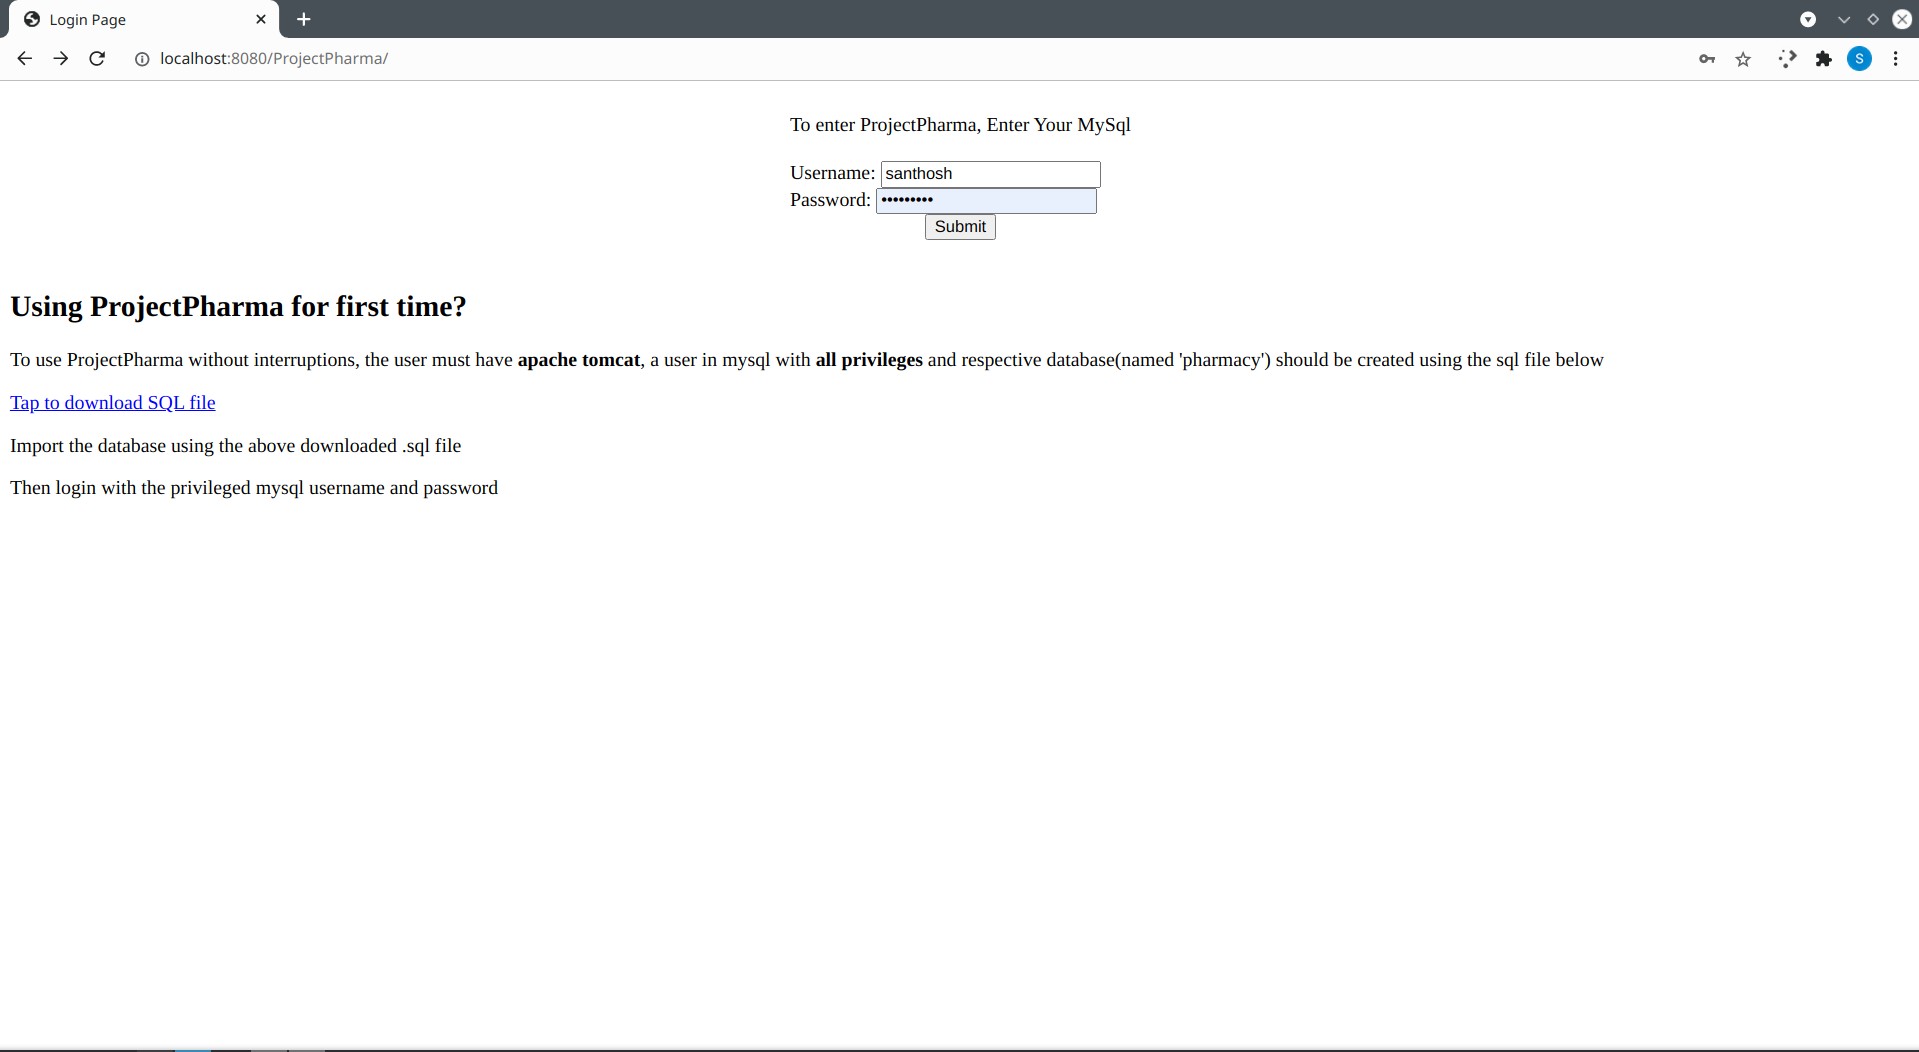 Login Page
localhost:8080/ProjectPharma/
S
To enter ProjectPharma, Enter Your MySql
Username: santhosh
Password: •••••••••
Submit
Using ProjectPharma for first time?
To use ProjectPharma without interruptions, the user must have apache tomcat, a user in mysql with all privileges and respective database(named 'pharmacy') should be created using the sql file below
Tap to download SQL file
Import the database using the above downloaded .sql file
Then login with the privileged mysql username and password